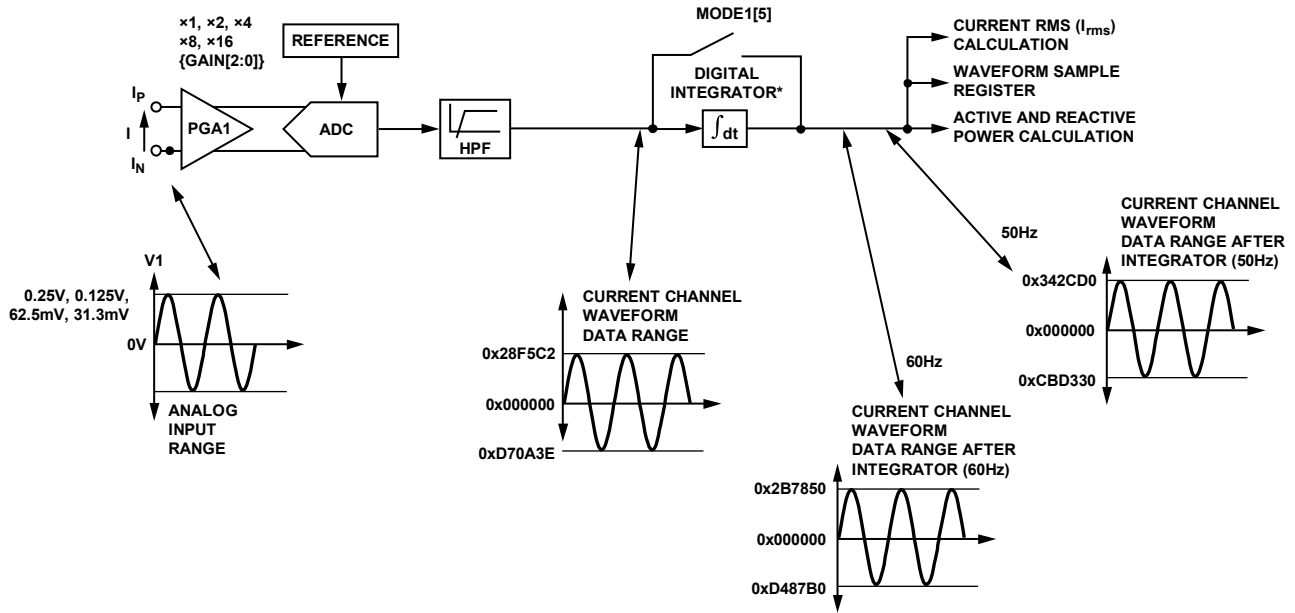 ×1, ×2, ×4
×8, ×16
{GAIN[2:0]}
REFERENCE
MODE1[5]
CURRENT RMS (Irms)
CALCULATION
WAVEFORM SAMPLE
REGISTER
ACTIVE AND REACTIVE
POWER CALCULATION
IP
I
IN
PGA1
ADC
HPF
DIGITAL
INTEGRATOR*
∫dt
50Hz
60Hz
V1
0.25V, 0.125V,
62.5mV, 31.3mV
0V
ANALOG
INPUT
RANGE
CURRENT CHANNEL
WAVEFORM
DATA RANGE
0x28F5C2
0x000000
0xD70A3E
CURRENT CHANNEL
WAVEFORM
DATA RANGE AFTER
INTEGRATOR (60Hz)
0x2B7850
0x000000
0xD487B0
CURRENT CHANNEL
WAVEFORM
DATA RANGE AFTER
INTEGRATOR (50Hz)
0x342CD0
0x000000
0xCBD330